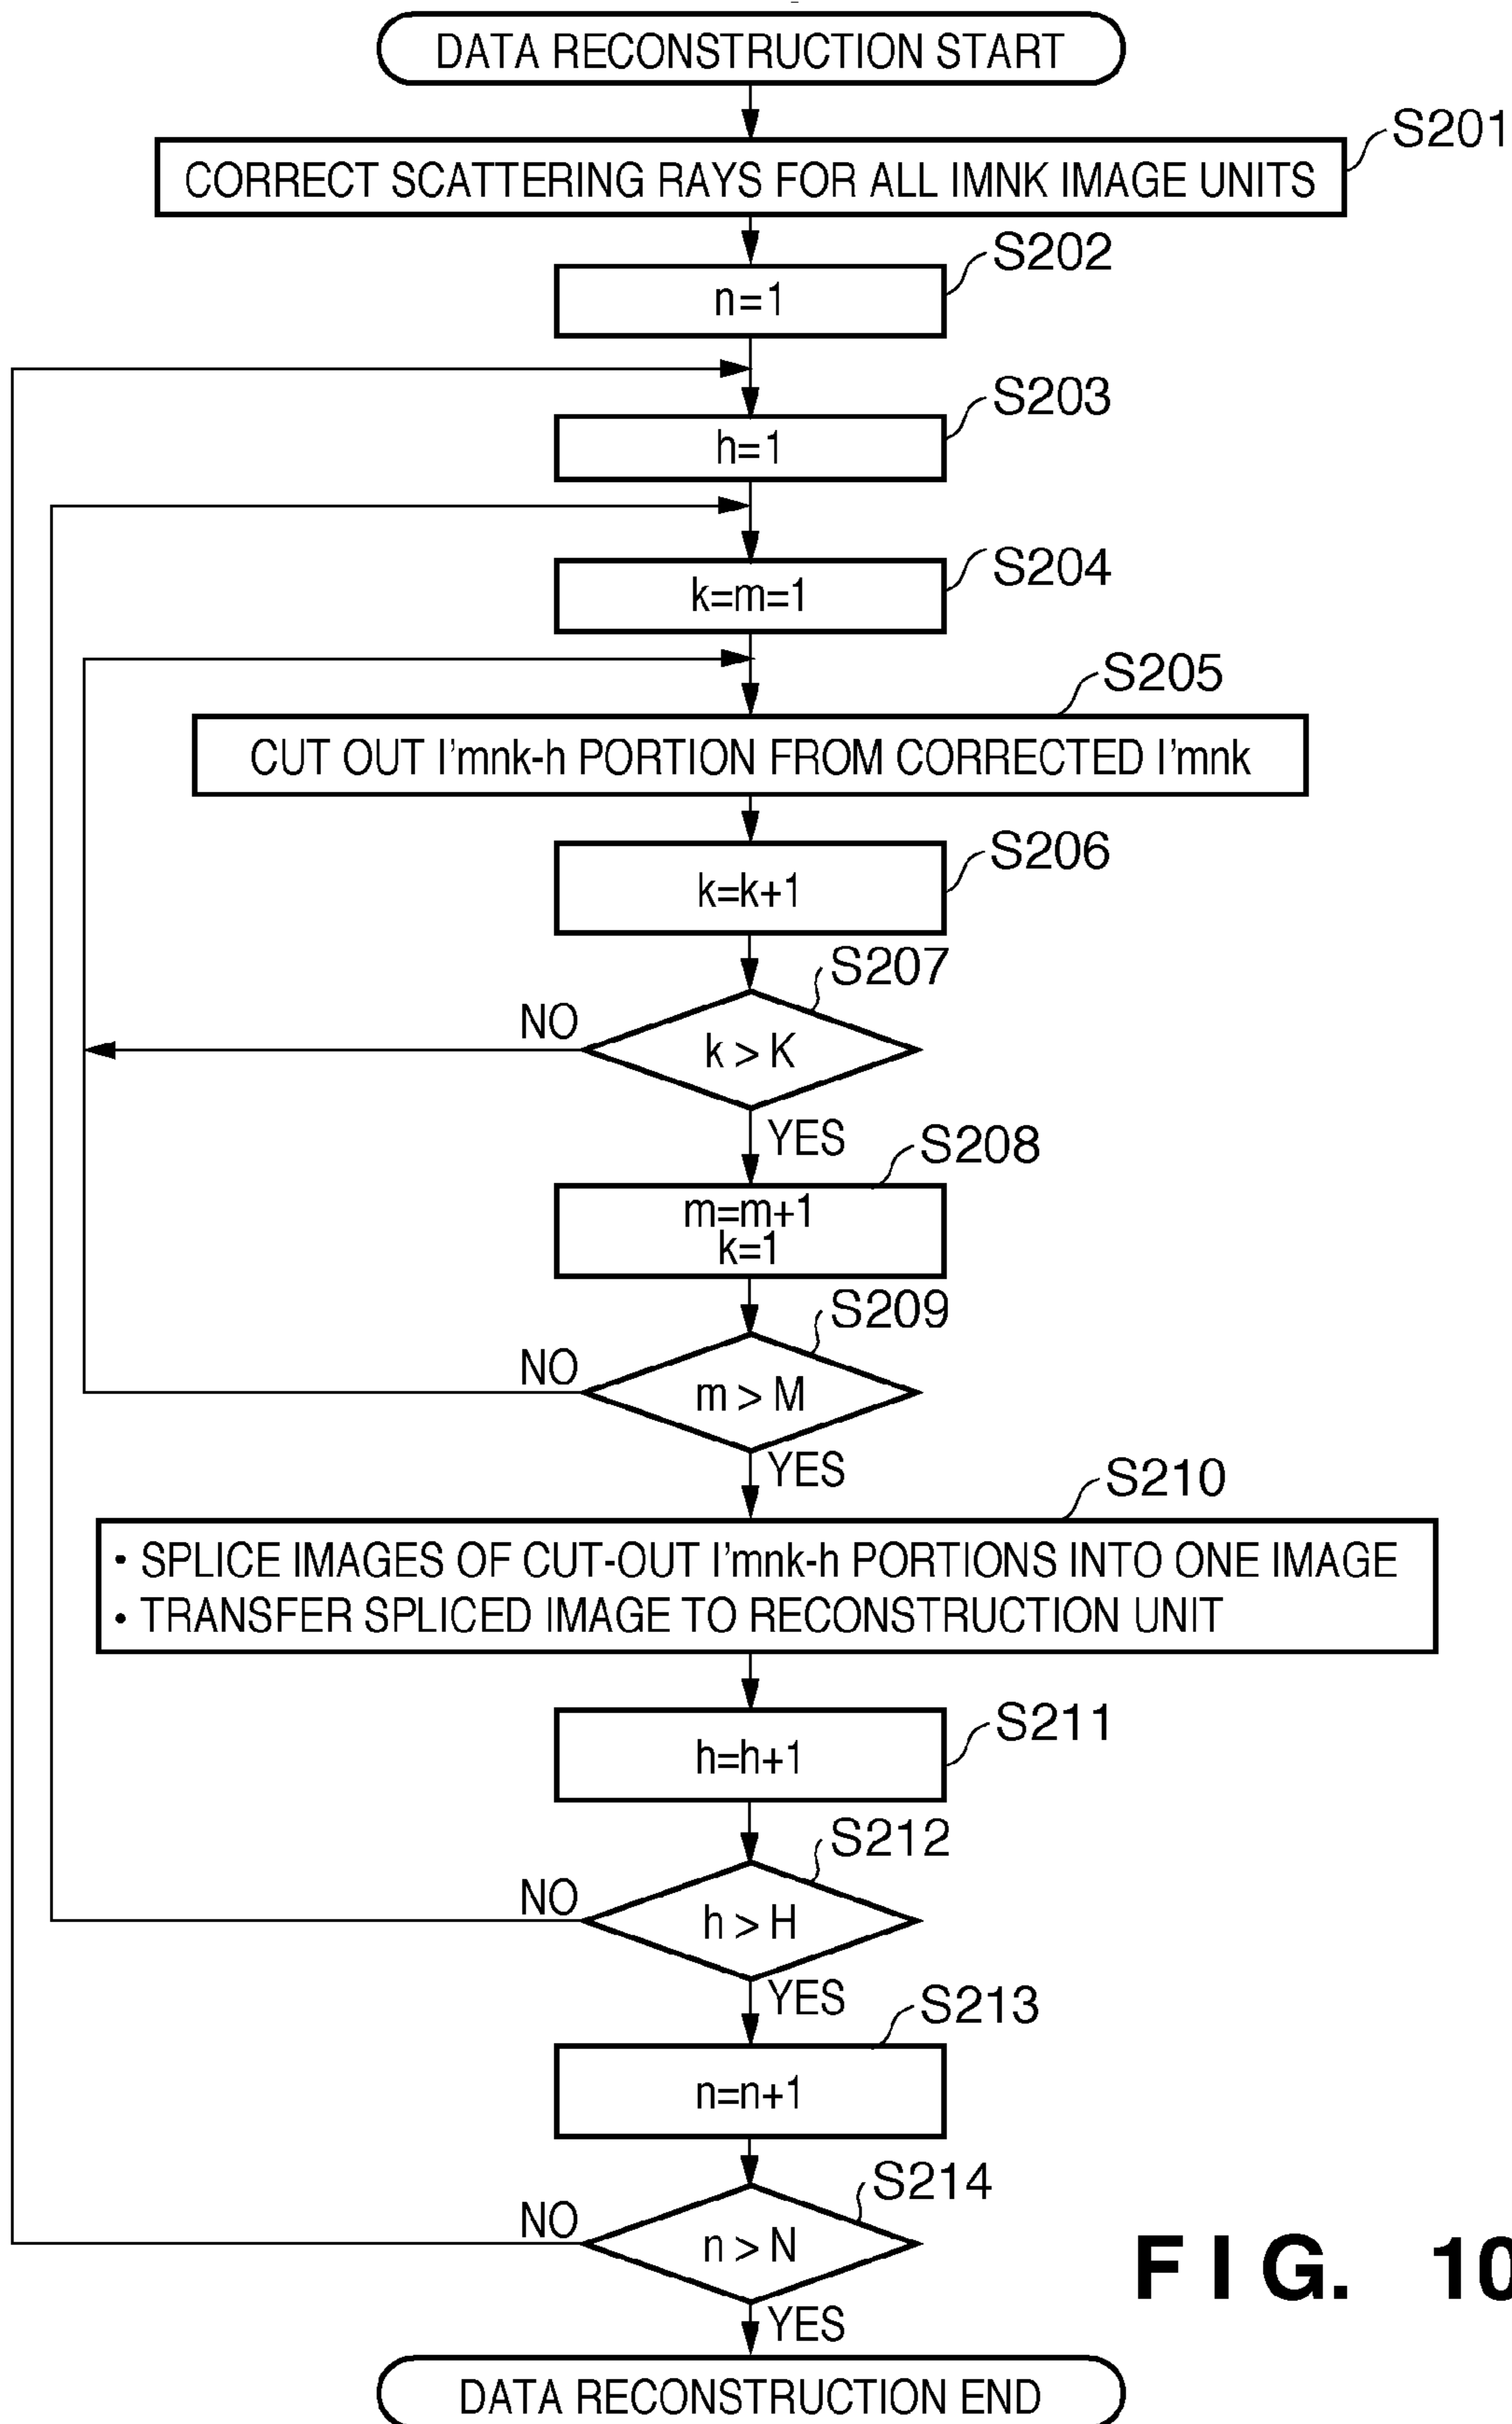 DATA RECONSTRUCTION START
S201
CORRECT SCATTERING RAYS FOR ALL IMNK IMAGE UNITS
S202
n=1
S203
h=1
S204
k=m=1
S205
CUT OUT I'mnk-h PORTION FROM CORRECTED I'mnk
S206
k=k+1
S207
NO
k > K
YES
S208
m=m+1
k=1
S209
NO
m > M
YES
S210
• SPLICE IMAGES OF CUT-OUT I'mnk-h PORTIONS INTO ONE IMAGE
• TRANSFER SPLICED IMAGE TO RECONSTRUCTION UNIT
S211
h=h+1
S212
NO
h > H
YES
S213
n=n+1
S214
NO
n > N
FIG. 10
YES
DATA RECONSTRUCTION END